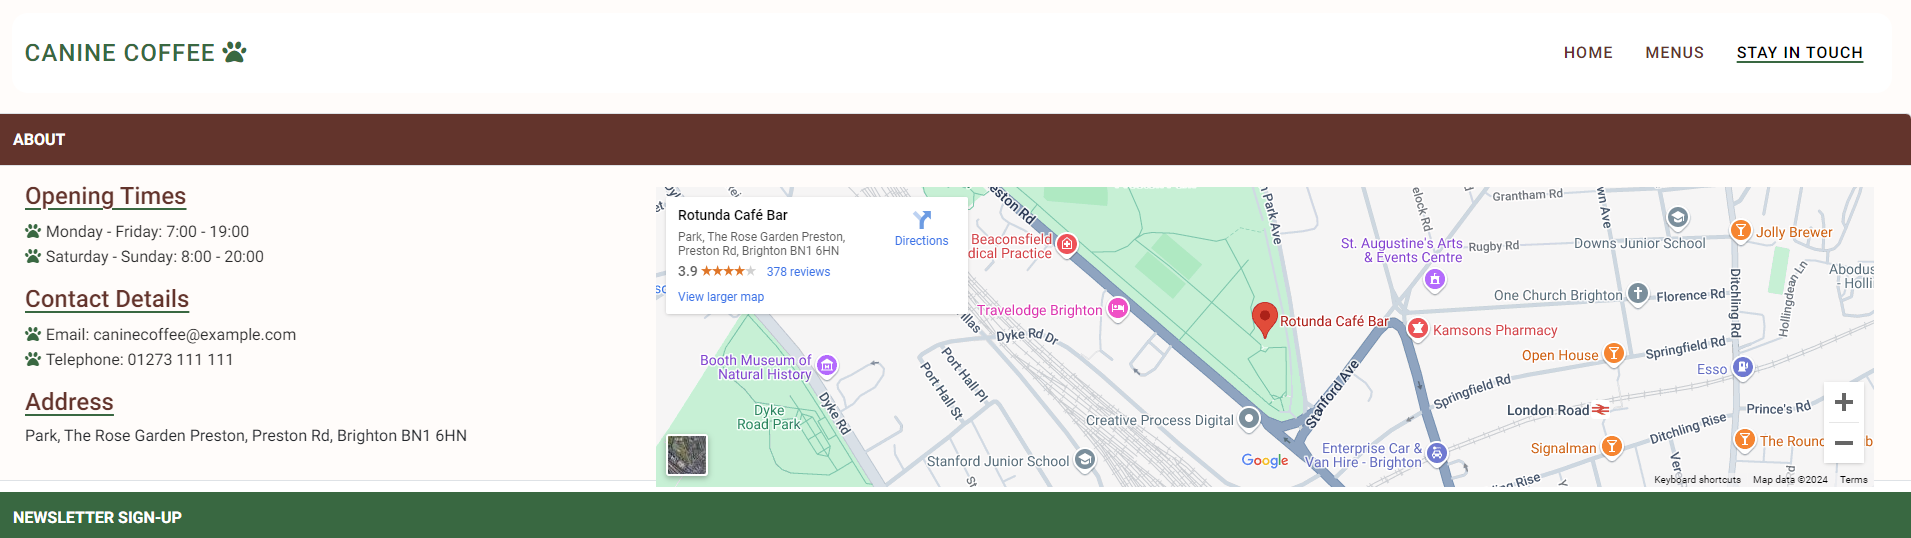 CANINE COFFEE
HOME
MENUS
STAY IN TOUCH
ABOUT
Opening Times
Monday - Friday: 7:00 - 19:00
Saturday - Sunday: 8:00 - 20:00
Contact Details
Email: caninecoffee@example.com
Telephone: 01273 111 111
Address
Park, The Rose Garden Preston, Preston Rd, Brighton BN1 6HN
Rotunda Café Bar
Park, The Rose Garden Preston,
Preston Rd, Brighton BN1 6HN
3.9
378 reviews
View larger map
Directions
eston Rd
Beaconsfield
dical Practice
Travelodge Brighton
Dyke Rd Dr
Booth Museum of
Natural History
Port Hall Pl
Port Hall St
Dyke Rd
Dyke
Road Park
Park Ave
Rotunda Café Bar
Stanford Ave
Creative Process Digital
Stanford Junior School
Google
Enterprise Car &
Van Hire - Brighton
St. Augustine's Arts
& Events Centre
Grantham Rd
Rugby Rd
Downs Junior School
Jolly Brewer
One Church Brighton
Florence Rd
Ditchling Rd
Hollingdean Ln
Abodus
- Holli
Kamsons Pharmacy
Open House
Springfield Rd
Springfield Rd
Esso
London Road
Prince's Rd
Ditchling Rise
Signalman
The Roun
Keyboard shortcuts
Map data ©2024
Terms
NEWSLETTER SIGN-UP